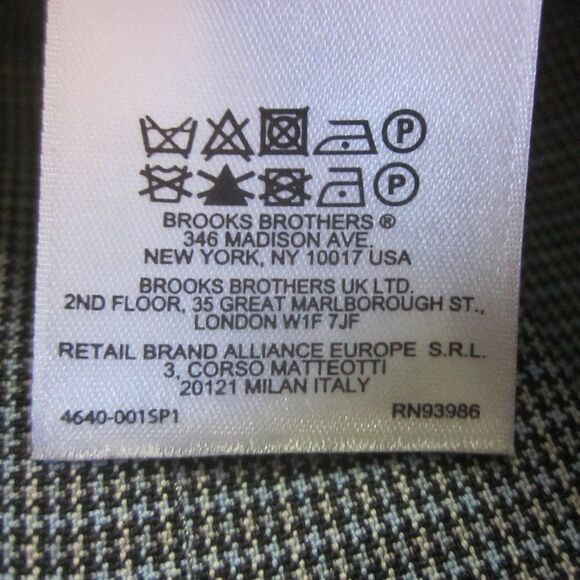 P
P
BROOKS BROTHERS ®
346 MADISON AVE.
NEW YORK, NY 10017 USA
BROOKS BROTHERS UK LTD.
2ND FLOOR, 35 GREAT MARLBOROUGH ST.,
LONDON W1F 7JF
RETAIL BRAND ALLIANCE EUROPE S.R.L.
3, CORSO MATTEOTTI
20121 MILAN ITALY
4640-001SP1 RN93986